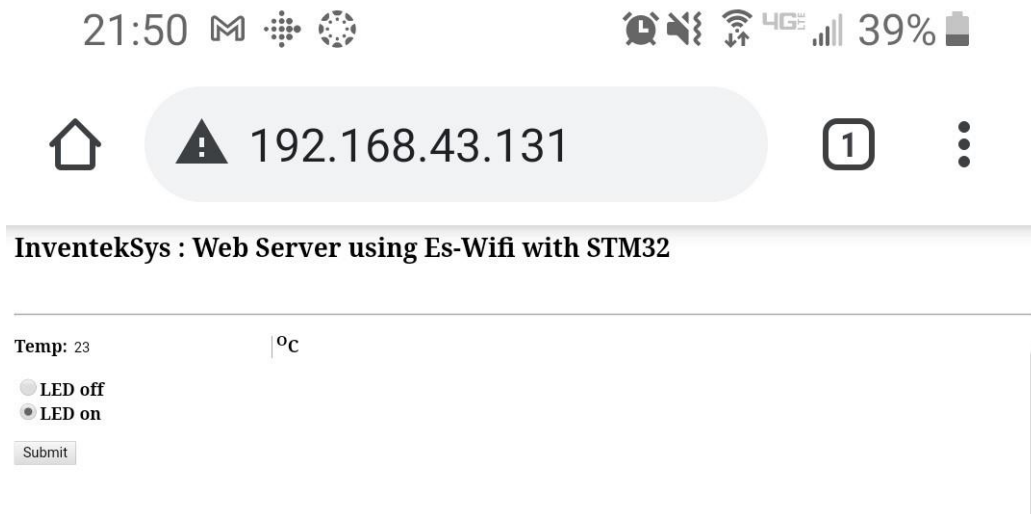 21:50 4GE 39%
192.168.43.131 1
InventekSys : Web Server using Es-Wifi with STM32
Temp: 23 OC
LED off
LED on
Submit